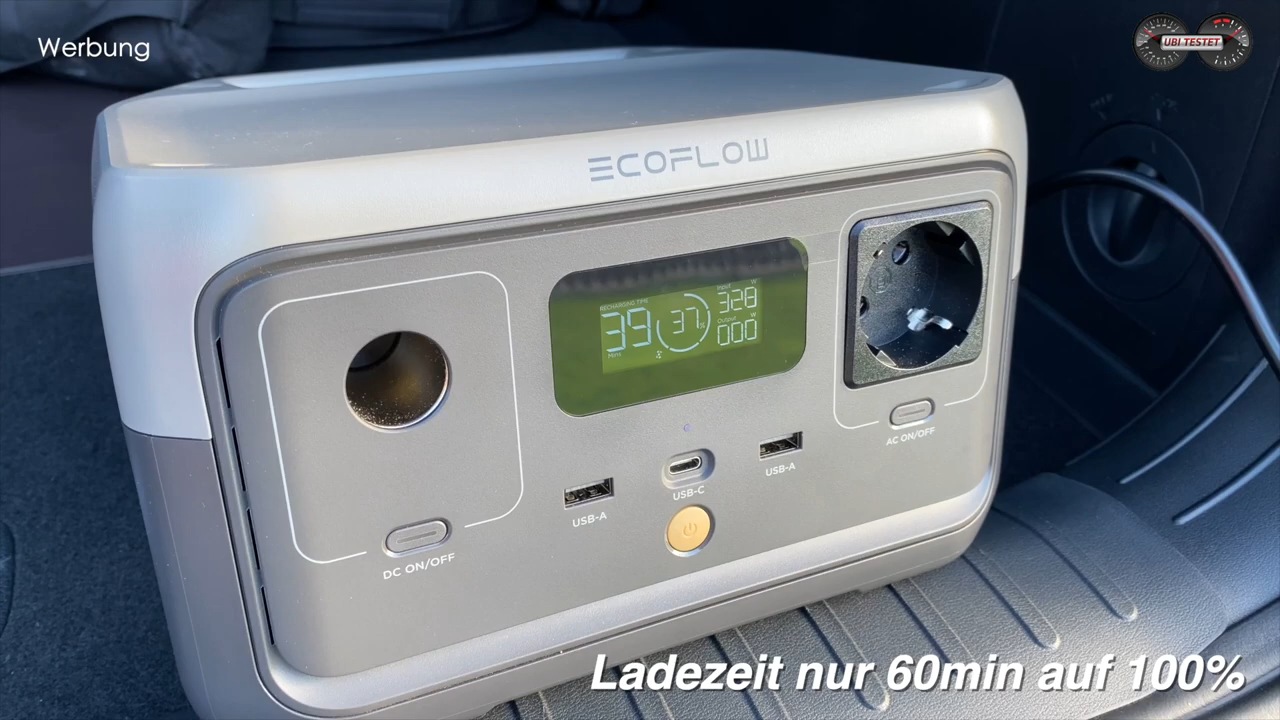 Werbung
UBI TESTET
ECOFLOW
RECHARGING TIME
39
Mins
37
%
Input
W
328
Output
W
000
USB-A
USB-C
USB-A
AC ON/OFF
DC ON/OFF
Ladezeit nur 60min auf 100%